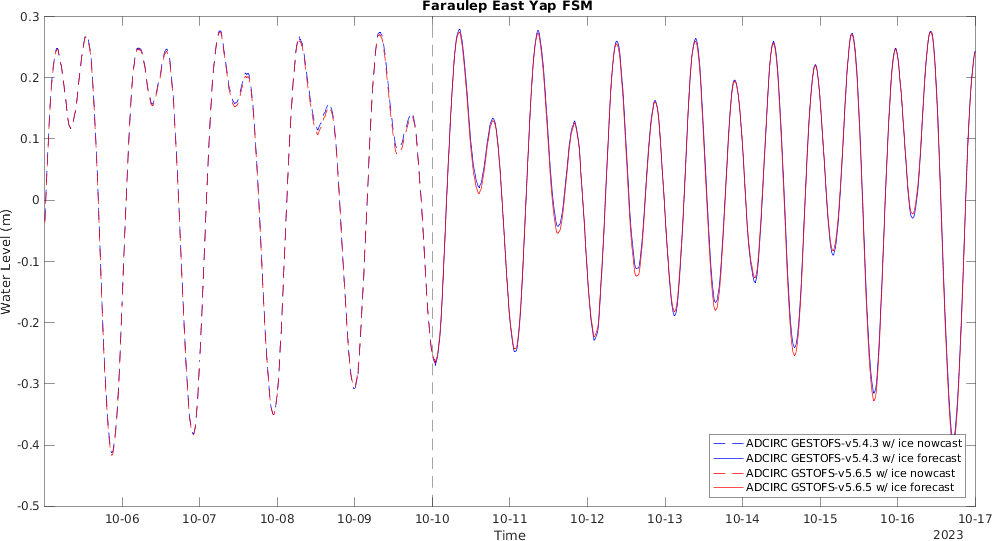 Faraulep East Yap FSM
0.3
0.2
0.1
0
-0.1
-0.2
-0.3
-0.4
-0.5
Water Level (m)
10-06 10-07 10-08 10-09 10-10 10-11 10-12 10-13 10-14 10-15 10-16 10-17
Time
2023
ADCIRC GESTOFS-v5.4.3 w/ ice nowcast
ADCIRC GESTOFS-v5.4.3 w/ ice forecast
ADCIRC GSTOFS-v5.6.5 w/ ice nowcast
ADCIRC GSTOFS-v5.6.5 w/ ice forecast